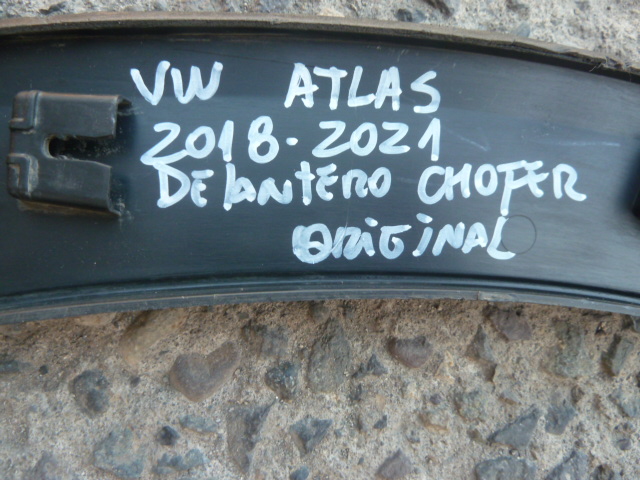 VW ATLAS
2018-2021
DElANTERO CHOFER
ORiGiNAL